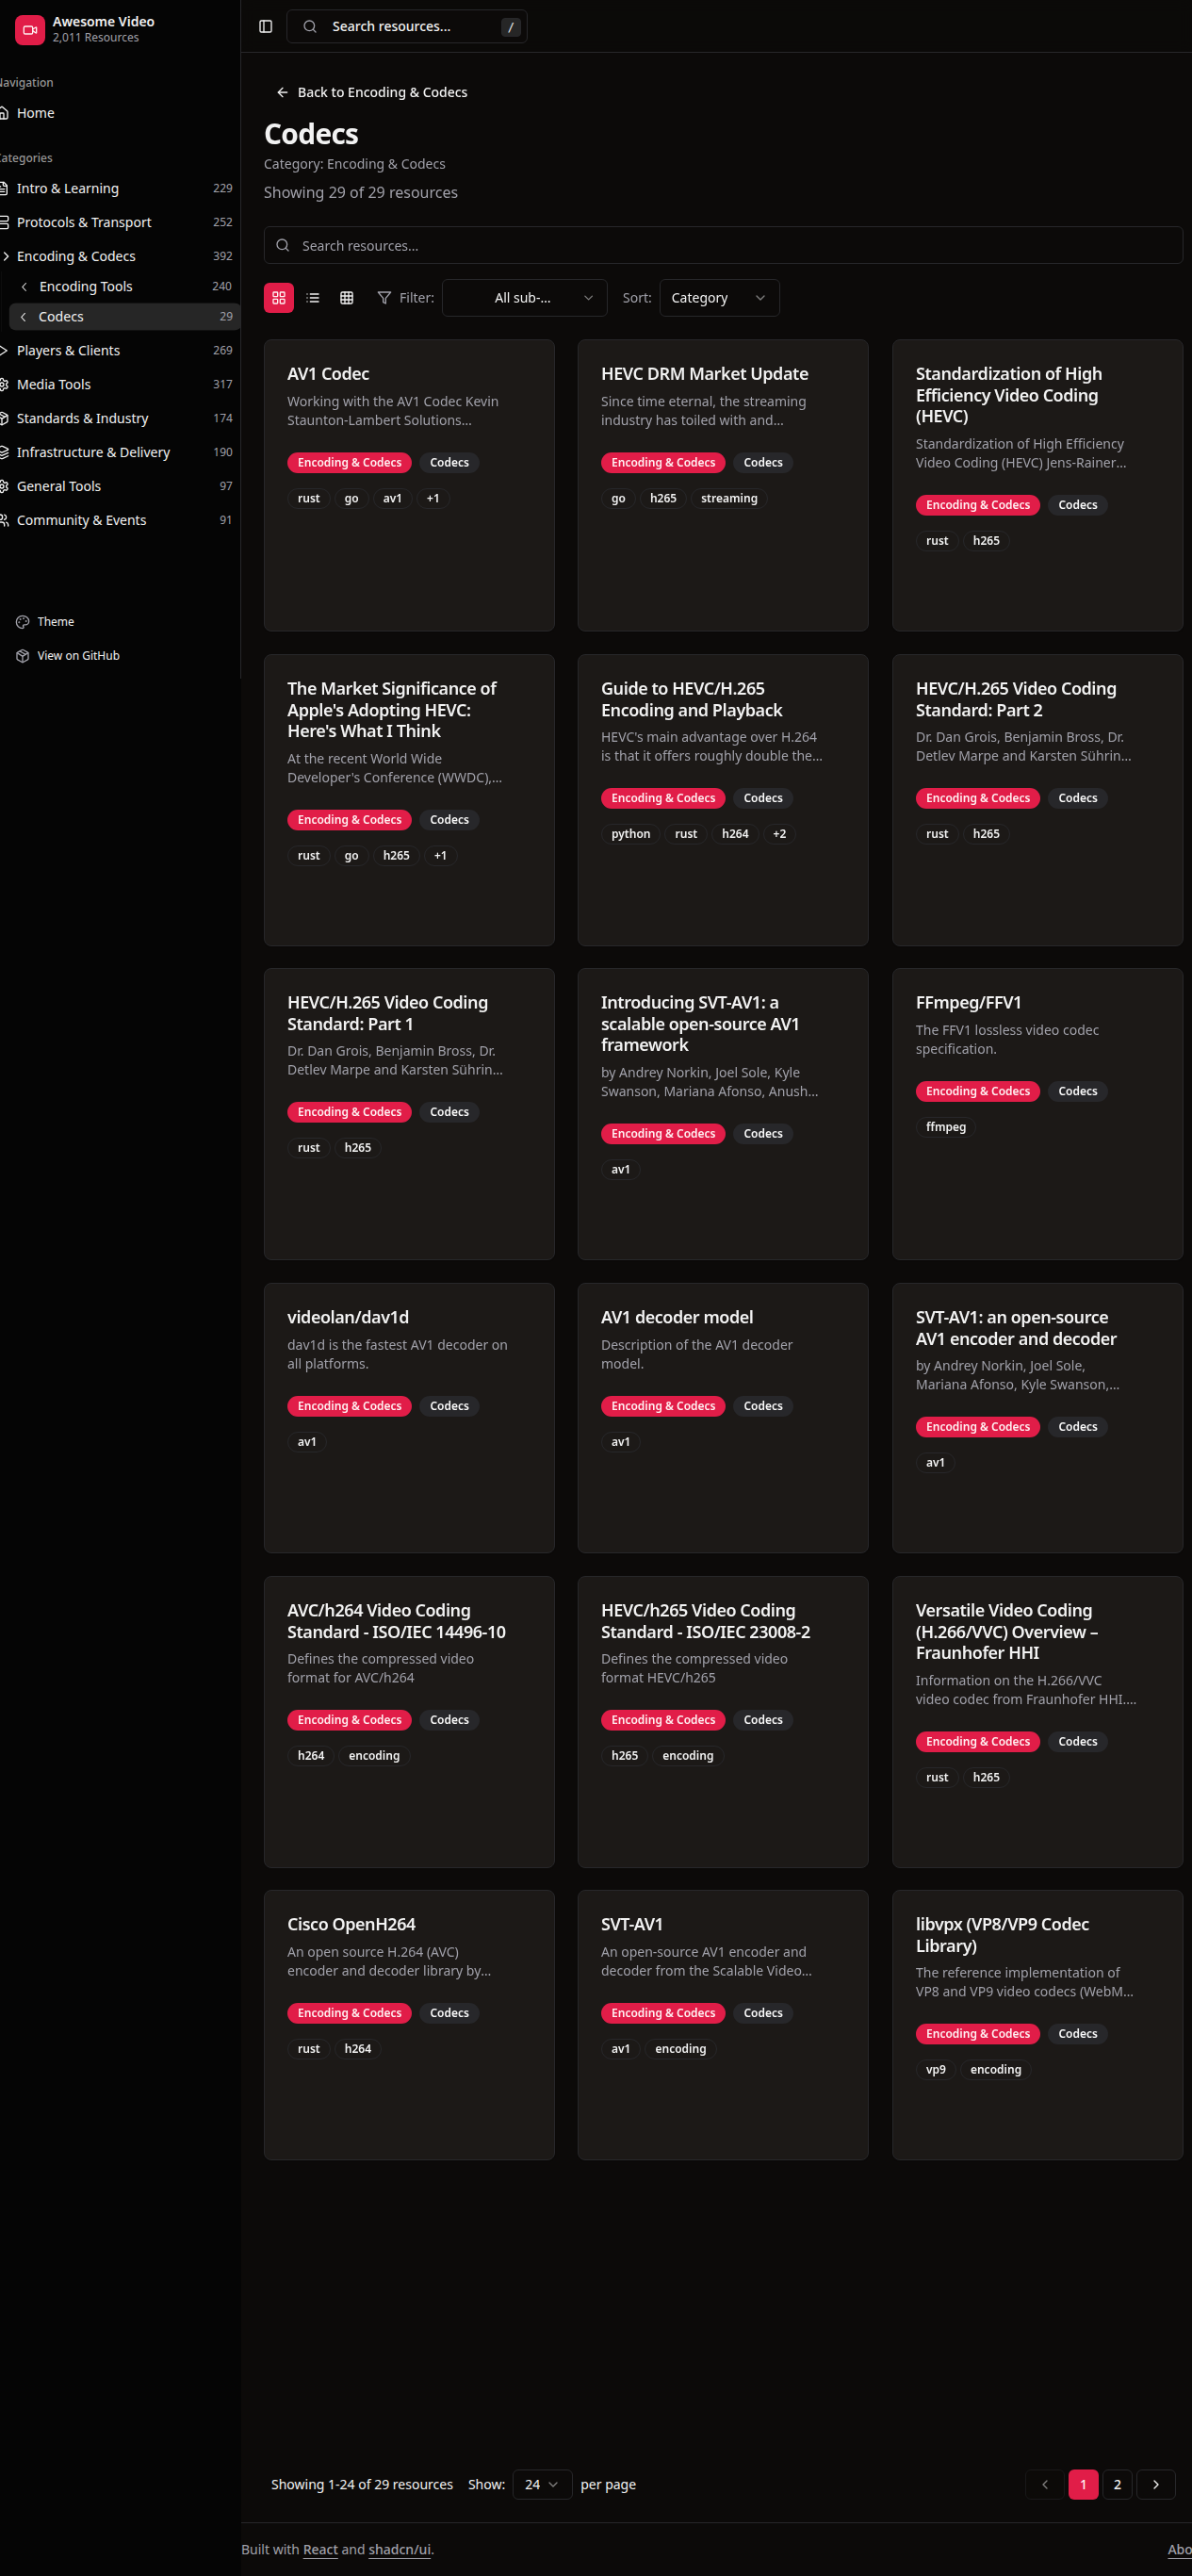 Awesome Video
2,011 Resources
Navigation
Home
Categories
Intro & Learning 229
Protocols & Transport 252
Encoding & Codecs 392
Encoding Tools 240
Codecs 29
Players & Clients 269
Media Tools 317
Standards & Industry 174
Infrastructure & Delivery 190
General Tools 97
Community & Events 91
Theme
View on GitHub
Search resources... /
Back to Encoding & Codecs
Codecs
Category: Encoding & Codecs
Showing 29 of 29 resources
Search resources...
Filter: All sub-... Sort: Category
AV1 Codec
Working with the AV1 Codec Kevin
Staunton-Lambert Solutions...
Encoding & Codecs Codecs
rust go av1 +1
HEVC DRM Market Update
Since time eternal, the streaming
industry has toiled with and...
Encoding & Codecs Codecs
go h265 streaming
Standardization of High
Efficiency Video Coding
(HEVC)
Standardization of High Efficiency
Video Coding (HEVC) Jens-Rainer...
Encoding & Codecs Codecs
rust h265
The Market Significance of
Apple's Adopting HEVC:
Here's What I Think
At the recent World Wide
Developer's Conference (WWDC),...
Encoding & Codecs Codecs
rust go h265 +1
Guide to HEVC/H.265
Encoding and Playback
HEVC's main advantage over H.264
is that it offers roughly double the...
Encoding & Codecs Codecs
python rust h264 +2
HEVC/H.265 Video Coding
Standard: Part 2
Dr. Dan Grois, Benjamin Bross, Dr.
Detlev Marpe and Karsten Sührin...
Encoding & Codecs Codecs
rust h265
HEVC/H.265 Video Coding
Standard: Part 1
Dr. Dan Grois, Benjamin Bross, Dr.
Detlev Marpe and Karsten Sührin...
Encoding & Codecs Codecs
rust h265
Introducing SVT-AV1: a
scalable open-source AV1
framework
by Andrey Norkin, Joel Sole, Kyle
Swanson, Mariana Afonso, Anush...
Encoding & Codecs Codecs
av1
FFmpeg/FFV1
The FFV1 lossless video codec
specification.
Encoding & Codecs Codecs
ffmpeg
videolan/dav1d
dav1d is the fastest AV1 decoder on
all platforms.
Encoding & Codecs Codecs
av1
AV1 decoder model
Description of the AV1 decoder
model.
Encoding & Codecs Codecs
av1
SVT-AV1: an open-source
AV1 encoder and decoder
by Andrey Norkin, Joel Sole,
Mariana Afonso, Kyle Swanson,...
Encoding & Codecs Codecs
av1
AVC/h264 Video Coding
Standard - ISO/IEC 14496-10
Defines the compressed video
format for AVC/h264
Encoding & Codecs Codecs
h264 encoding
HEVC/h265 Video Coding
Standard - ISO/IEC 23008-2
Defines the compressed video
format HEVC/h265
Encoding & Codecs Codecs
h265 encoding
Versatile Video Coding
(H.266/VVC) Overview –
Fraunhofer HHI
Information on the H.266/VVC
video codec from Fraunhofer HHI....
Encoding & Codecs Codecs
rust h265
Cisco OpenH264
An open source H.264 (AVC)
encoder and decoder library by...
Encoding & Codecs Codecs
rust h264
SVT-AV1
An open-source AV1 encoder and
decoder from the Scalable Video...
Encoding & Codecs Codecs
av1 encoding
libvpx (VP8/VP9 Codec
Library)
The reference implementation of
VP8 and VP9 video codecs (WebM...
Encoding & Codecs Codecs
vp9 encoding
Showing 1-24 of 29 resources Show: 24 per page 1 2
Built with React and shadcn/ui. Abo